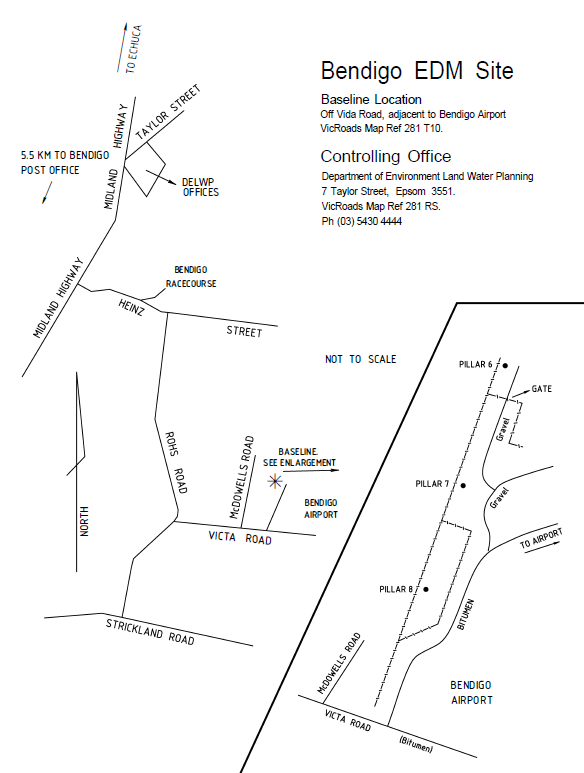 TO ECHUCA
Bendigo EDM Site
Baseline Location
Off Vida Road, adjacent to Bendigo Airport
VicRoads Map Ref 281 T10.
Controlling Office
Department of Environment Land Water Planning
7 Taylor Street, Epsom 3551.
VicRoads Map Ref 281 RS.
Ph (03) 5430 4444
TAYLOR STREET
MIDLAND HIGHWAY
5.5 KM TO BENDIGO
POST OFFICE
DELWP
OFFICES
MIDLAND HIGHWAY
BENDIGO
RACECOURSE
HEINZ STREET
NOT TO SCALE
ROHS ROAD
McDOWELLS ROAD
BASELINE.
SEE ENLARGEMENT
BENDIGO
AIRPORT
NORTH
VICTA ROAD
STRICKLAND ROAD
PILLAR 6
GATE
Gravel
PILLAR 7
Gravel
TO AIRPORT
PILLAR 8
BITUMEN
McDOWELLS ROAD
BENDIGO
AIRPORT
VICTA ROAD
(Bitumen)